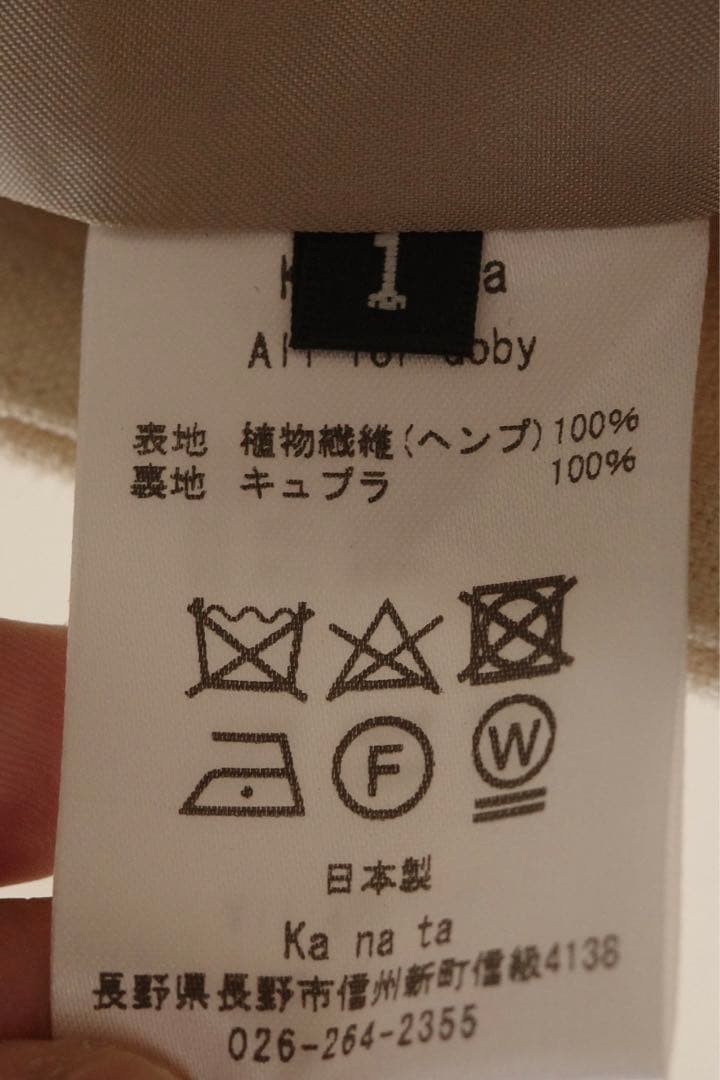 1
表地 植物繊維(ヘンプ)100%
裏地 キュプラ 100%
F
W
日本製
Ka na ta
長野県長野市信州新町信級4138
026-264-2355